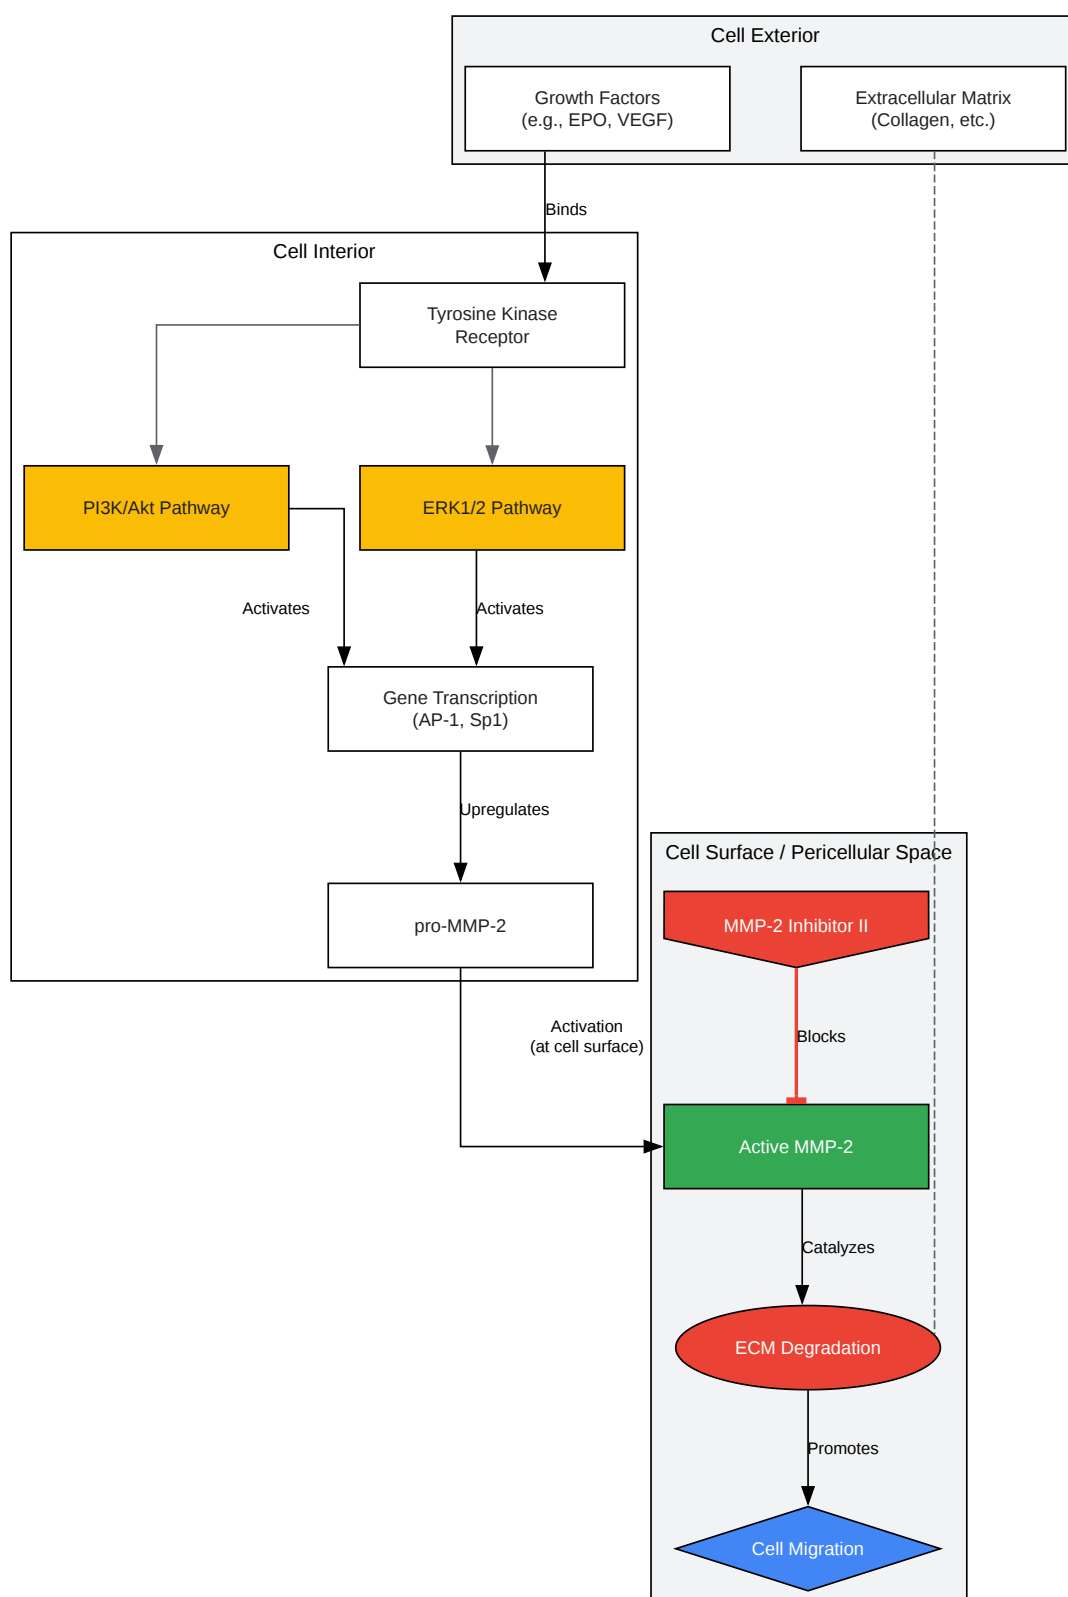 Cell Exterior
Growth Factors
(e.g., EPO, VEGF)
Extracellular Matrix
(Collagen, etc.)
Binds
Cell Interior
Tyrosine Kinase
Receptor
PI3K/Akt Pathway
ERK1/2 Pathway
Activates
Activates
Gene Transcription
(AP-1, Sp1)
Upregulates
pro-MMP-2
Cell Surface / Pericellular Space
MMP-2 Inhibitor II
Activation
(at cell surface)
Blocks
Active MMP-2
Catalyzes
ECM Degradation
Promotes
Cell Migration